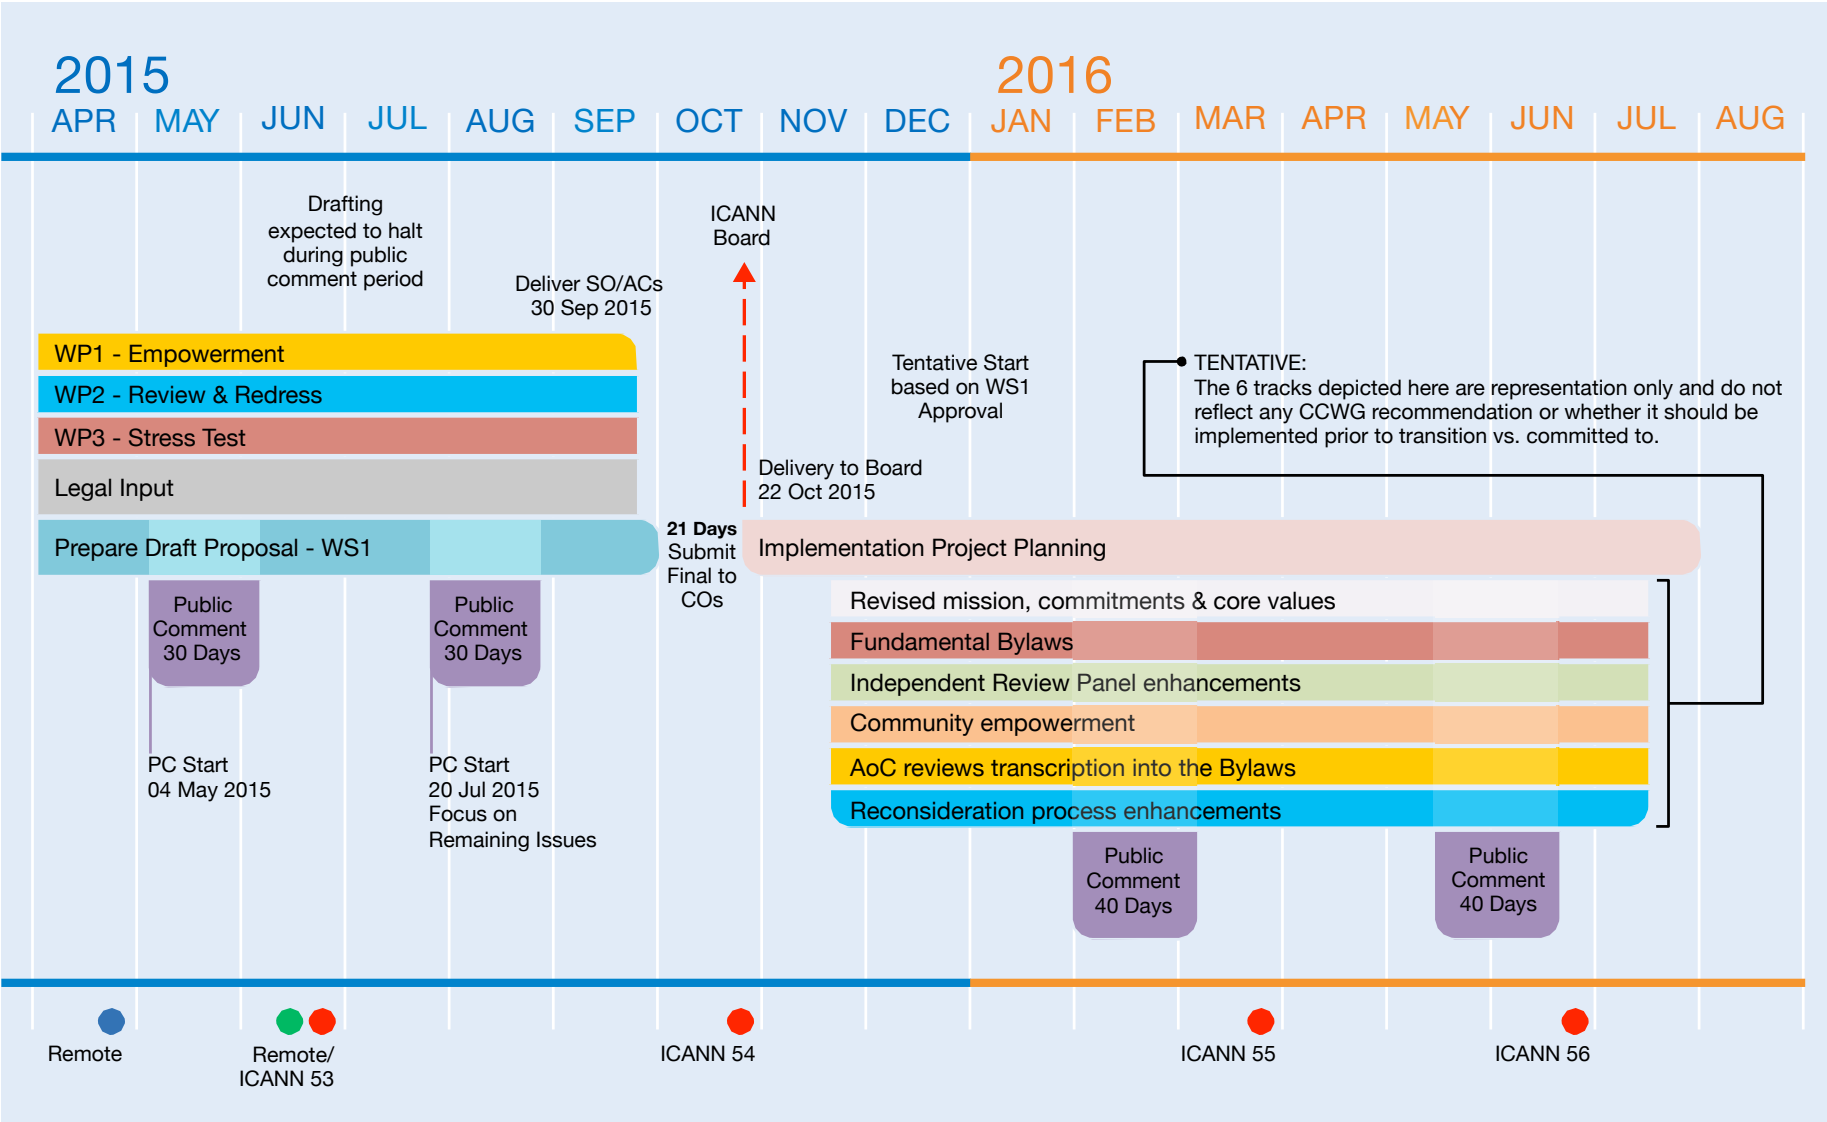 2015
2016
APR MAY JUN JUL AUG SEP OCT NOV DEC JAN FEB MAR APR MAY JUN JUL AUG
Drafting
expected to halt
during public
comment period
Deliver SO/ACs
30 Sep 2015
ICANN
Board
WP1 - Empowerment
WP2 - Review & Redress
WP3 - Stress Test
Legal Input
Prepare Draft Proposal - WS1
Tentative Start
based on WS1
Approval
TENTATIVE:
The 6 tracks depicted here are representation only and do not
reflect any CCWG recommendation or whether it should be
implemented prior to transition vs. committed to.
Delivery to Board
22 Oct 2015
21 Days
Submit
Final to
COs
Implementation Project Planning
Public
Comment
30 Days
Public
Comment
30 Days
Revised mission, commitments & core values
Fundamental Bylaws
Independent Review Panel enhancements
Community empowerment
AoC reviews transcription into the Bylaws
Reconsideration process enhancements
PC Start
04 May 2015
PC Start
20 Jul 2015
Focus on
Remaining Issues
Public
Comment
40 Days
Public
Comment
40 Days
Remote
Remote/
ICANN 53
ICANN 54
ICANN 55
ICANN 56